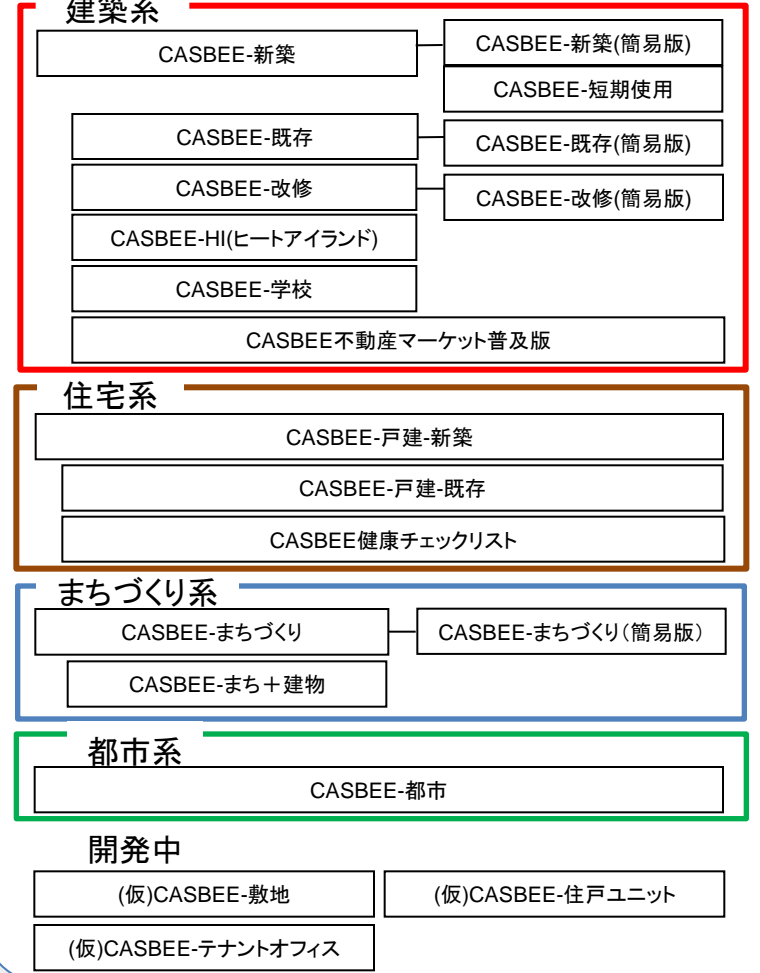 建築系
CASBEE-新築
CASBEE-新築(簡易版)
CASBEE-短期使用
CASBEE-既存
CASBEE-既存(簡易版)
CASBEE-改修
CASBEE-改修(簡易版)
CASBEE-HI(ヒートアイランド)
CASBEE-学校
CASBEE不動産マーケット普及版
住宅系
CASBEE-戸建-新築
CASBEE-戸建-既存
CASBEE健康チェックリスト
まちづくり系
CASBEE-まちづくり
CASBEE-まちづくり（簡易版）
CASBEE-まち＋建物
都市系
CASBEE-都市
開発中
(仮)CASBEE-敷地
(仮)CASBEE-住戸ユニット
(仮)CASBEE-テナントオフィス